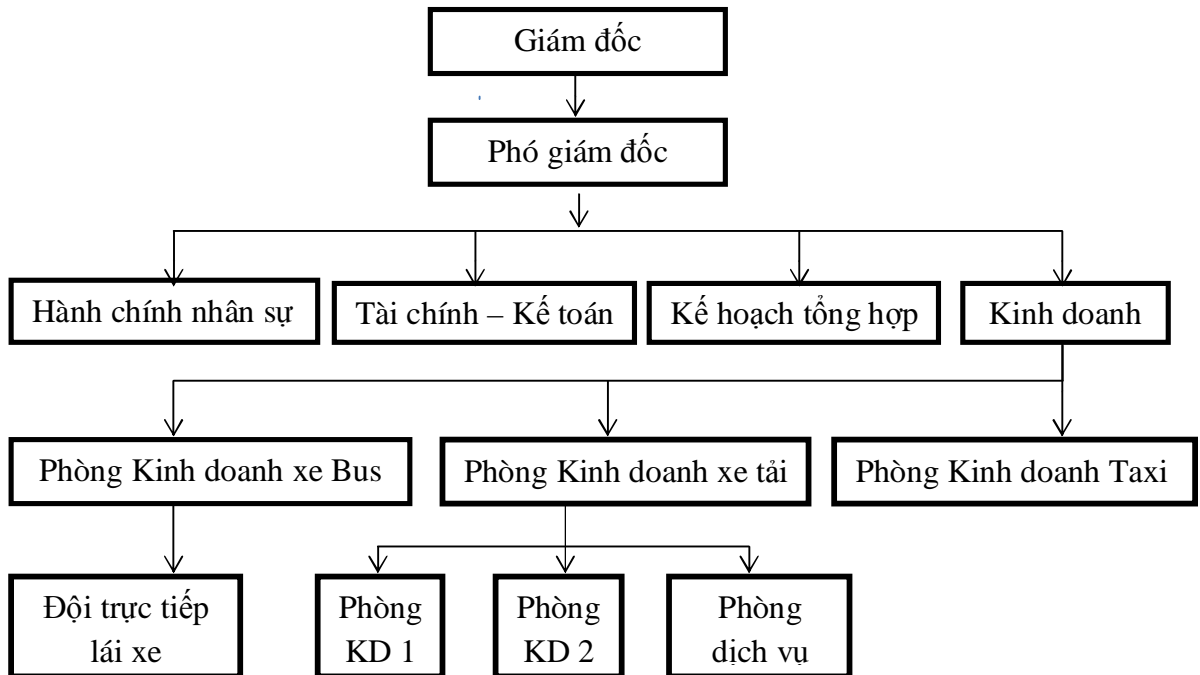 Giám đốc
Phó giám đốc
Hành chính nhân sự
Tài chính – Kế toán
Kế hoạch tổng hợp
Kinh doanh
Phòng Kinh doanh xe Bus
Phòng Kinh doanh xe tải
Phòng Kinh doanh Taxi
Đội trực tiếp
lái xe
Phòng
KD 1
Phòng
KD 2
Phòng
dịch vụ